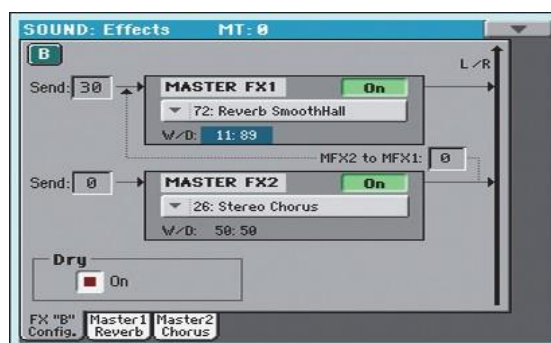 SOUND: Effects MT: 0
B
L/R
Send: 30 MASTER FX1 On
72: Reverb SmoothHall
W/D: 11:89
MFX2 to MFX1: 0
Send: 0 MASTER FX2 On
26: Stereo Chorus
W/D: 50:50
Dry
On
FX "B" Config. Master1 Reverb Master2 Chorus